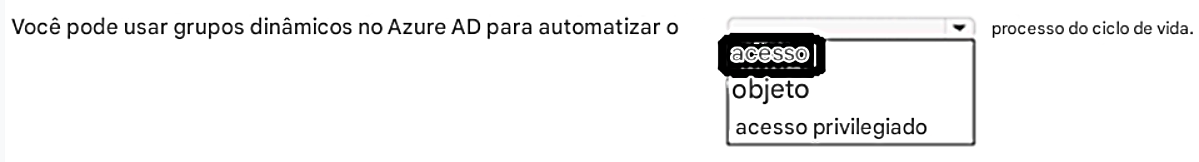 Você pode usar grupos dinâmicos no Azure AD para automatizar o processo do ciclo de vida.
acesso
objeto
acesso privilegiado